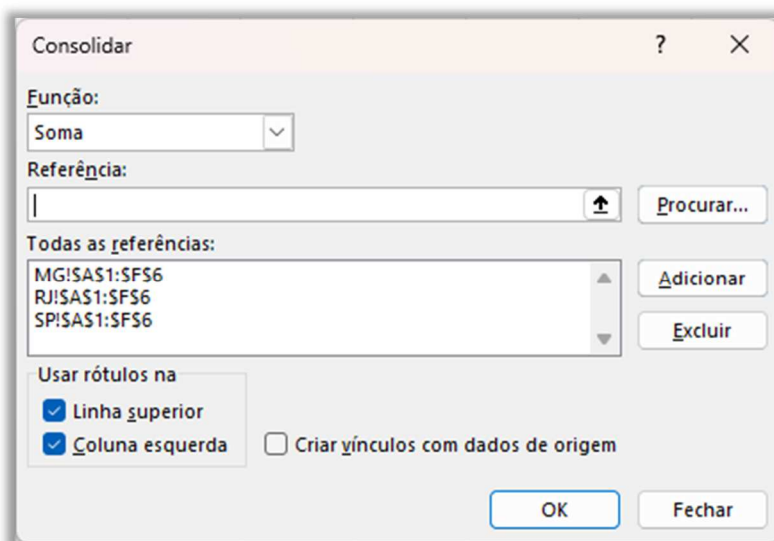 Consolidar ?
Função:
Soma
Referência:
Procurar...
Todas as referências:
MG!$A$1:$F$6
RJ!$A$1:$F$6
SP!$A$1:$F$6
Adicionar
Excluir
Usar rótulos na
Linha superior
Coluna esquerda
Criar vínculos com dados de origem
OK
Fechar